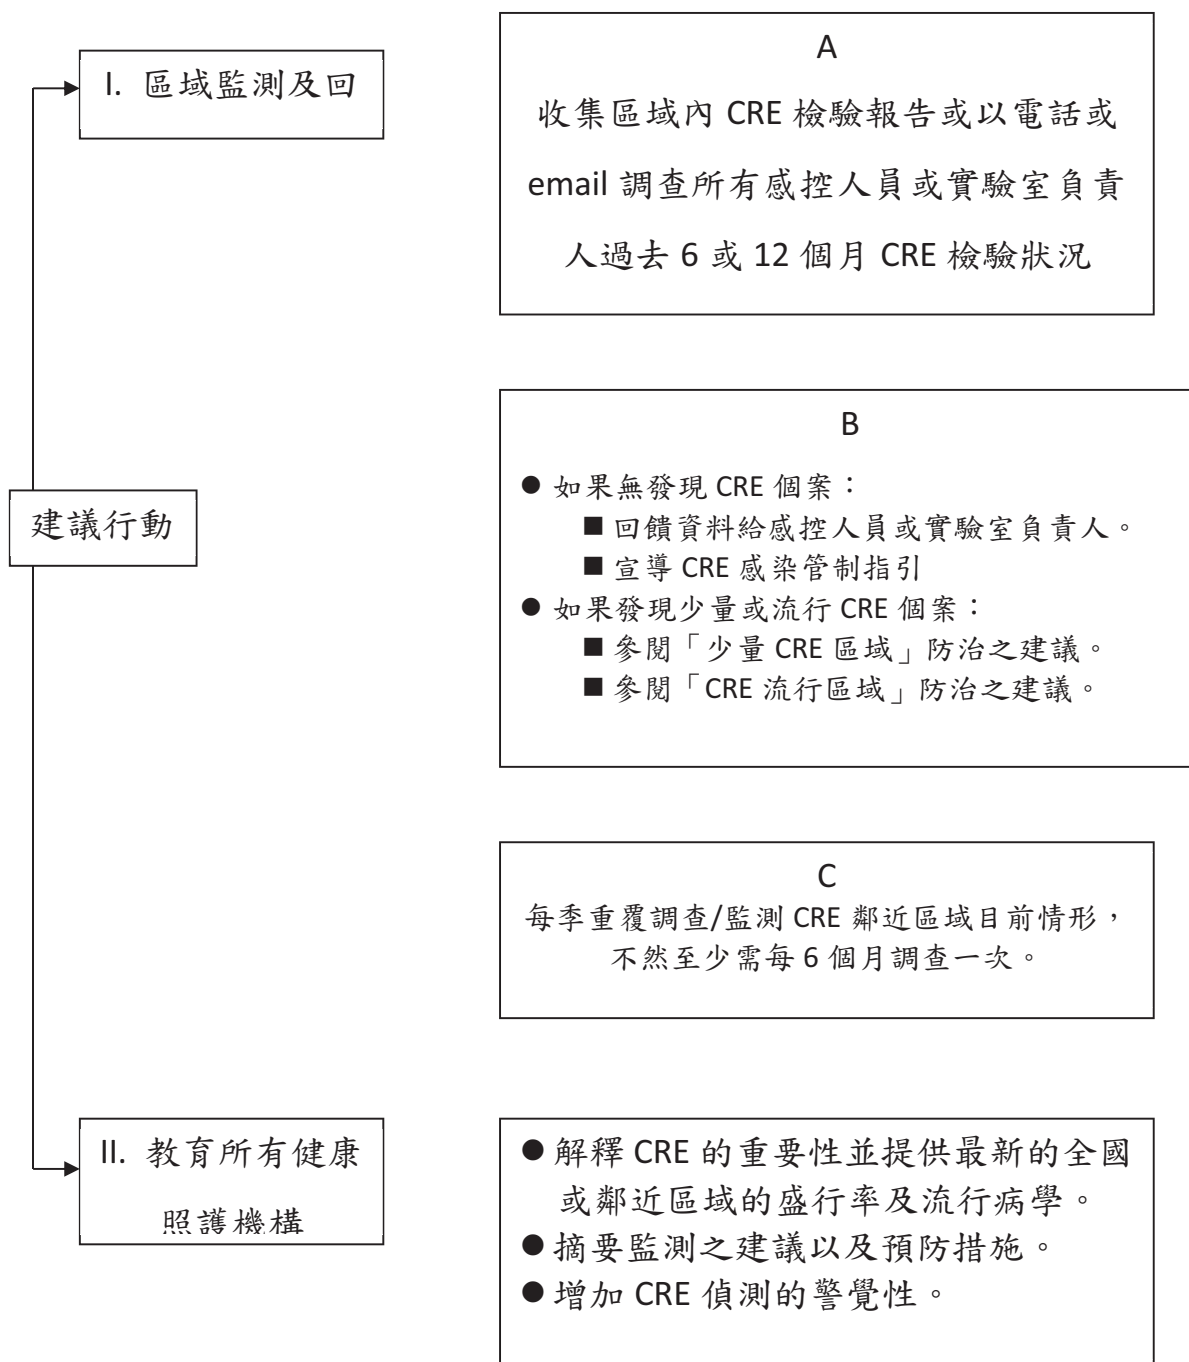 I. 區域監測及回
A
收集區域內 CRE 檢驗報告或以電話或
email 調查所有感控人員或實驗室負責
人過去 6 或 12 個月 CRE 檢驗狀況
建議行動
B
● 如果無發現 CRE 個案：
■ 回饋資料給感控人員或實驗室負責人。
■ 宣導 CRE 感染管制指引
● 如果發現少量或流行 CRE 個案：
■ 參閱「少量 CRE 區域」防治之建議。
■ 參閱「CRE 流行區域」防治之建議。
C
每季重覆調查/監測 CRE 鄰近區域目前情形，
不然至少需每 6 個月調查一次。
II. 教育所有健康
照護機構
● 解釋 CRE 的重要性並提供最新的全國
或鄰近區域的盛行率及流行病學。
● 摘要監測之建議以及預防措施。
● 增加 CRE 偵測的警覺性。